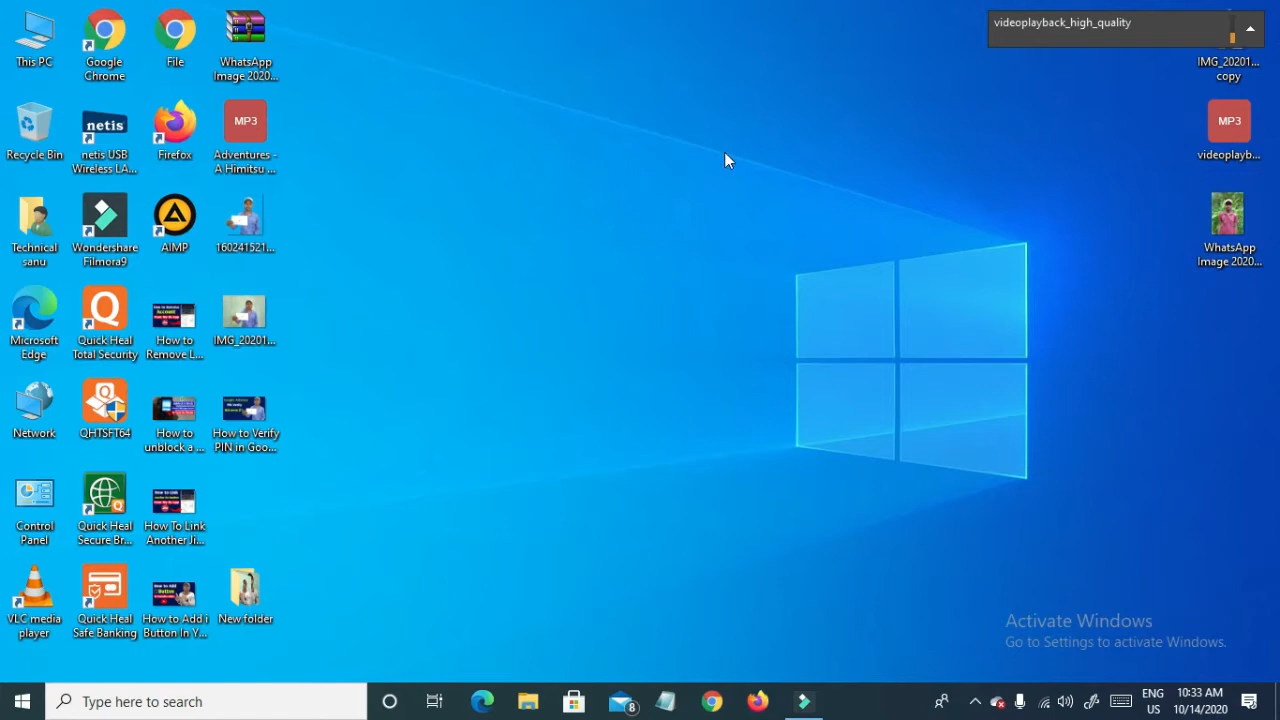 This PC
Google
Chrome
File
WhatsApp
Image 2020...
Recycle Bin
netis
netis USB
Wireless LA...
Firefox
MP3
Adventures -
A Himitsu ...
Technical
sanu
Wondershare
Filmora9
AIMP
160241521...
Microsoft
Edge
Quick Heal
Total Security
How to
Remove L...
IMG_20201...
Network
QHTSFT64
How to
unblock a ...
How to Verify
PIN in Goo...
Control
Panel
Quick Heal
Secure Br...
How To Link
Another Ji...
VLC media
player
Quick Heal
Safe Banking
How to Add i
Button In Y...
New folder
videoplayback_high_quality
IMG_20201...
copy
MP3
videoplayb...
WhatsApp
Image 2020...
Activate Windows
Go to Settings to activate Windows.
Type here to search
8
ENG
US
10:33 AM
10/14/2020